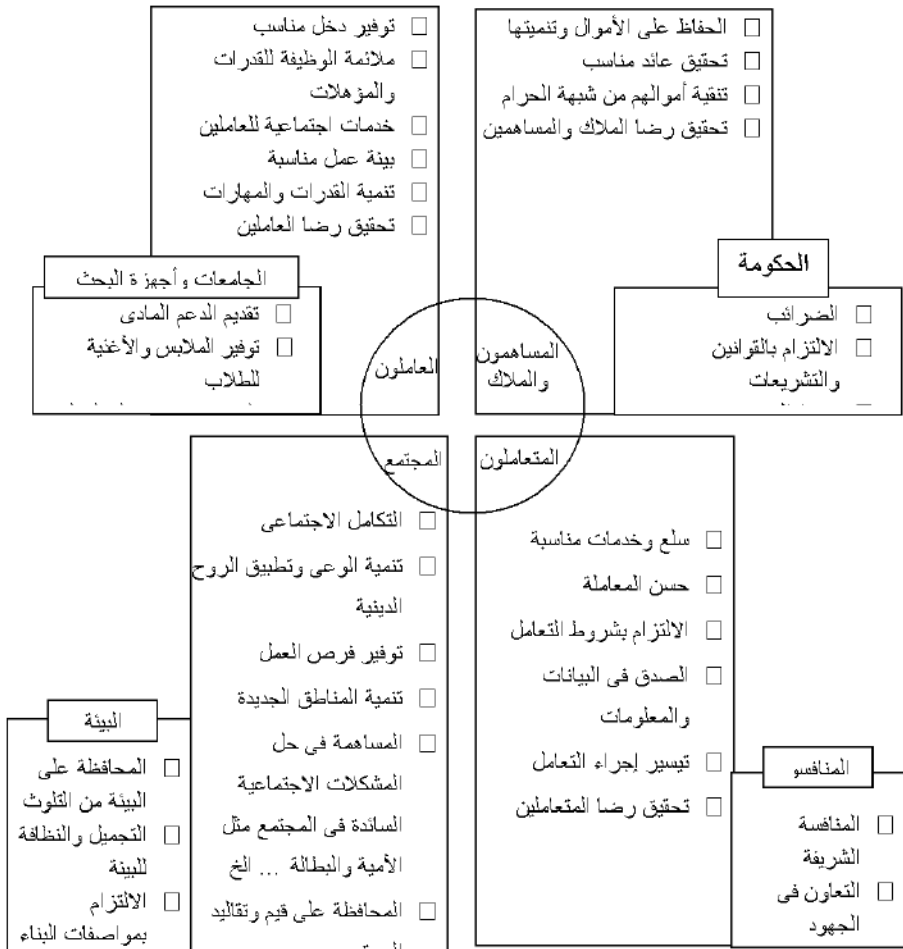 الحفاظ على الأموال وتنميتها
تحقيق عائد مناسب
تنقية أموالهم من شبهة الحرام
تحقيق رضا الملاك والمساهمين
توفير دخل مناسب
ملائمة الوظيفة للقدرات
والمؤهلات
خدمات اجتماعية للعاملين
بيئة عمل مناسبة
تنمية القدرات والمهارات
تحقيق رضا العاملين
الحكومة
الضرائب
الالتزام بالقوانين
والتشريعات
الجامعات وأجهزة البحث
تقديم الدعم المادى
توفير الملابس والأغذية
للطلاب
المساهمون
والملاك
العاملون
المتعاملون
المجتمع
سلع وخدمات مناسبة
حسن المعاملة
الالتزام بشروط التعامل
الصدق فى البيانات
والمعلومات
تيسير إجراء التعامل
تحقيق رضا المتعاملين
التكامل الاجتماعى
تنمية الوعى وتطبيق الروح
الدينية
توفير فرص العمل
تنمية المناطق الجديدة
المساهمة فى حل
المشكلات الاجتماعية
السائدة فى المجتمع مثل
الأمية والبطالة ... الخ
المحافظة على قيم وتقاليد
المنافسو
المنافسة
الشريفة
التعاون فى
الجهود
البيئة
المحافظة على
البيئة من التلوث
التجميل والنظافة
للبيئة
الالتزام
بمواصفات البناء